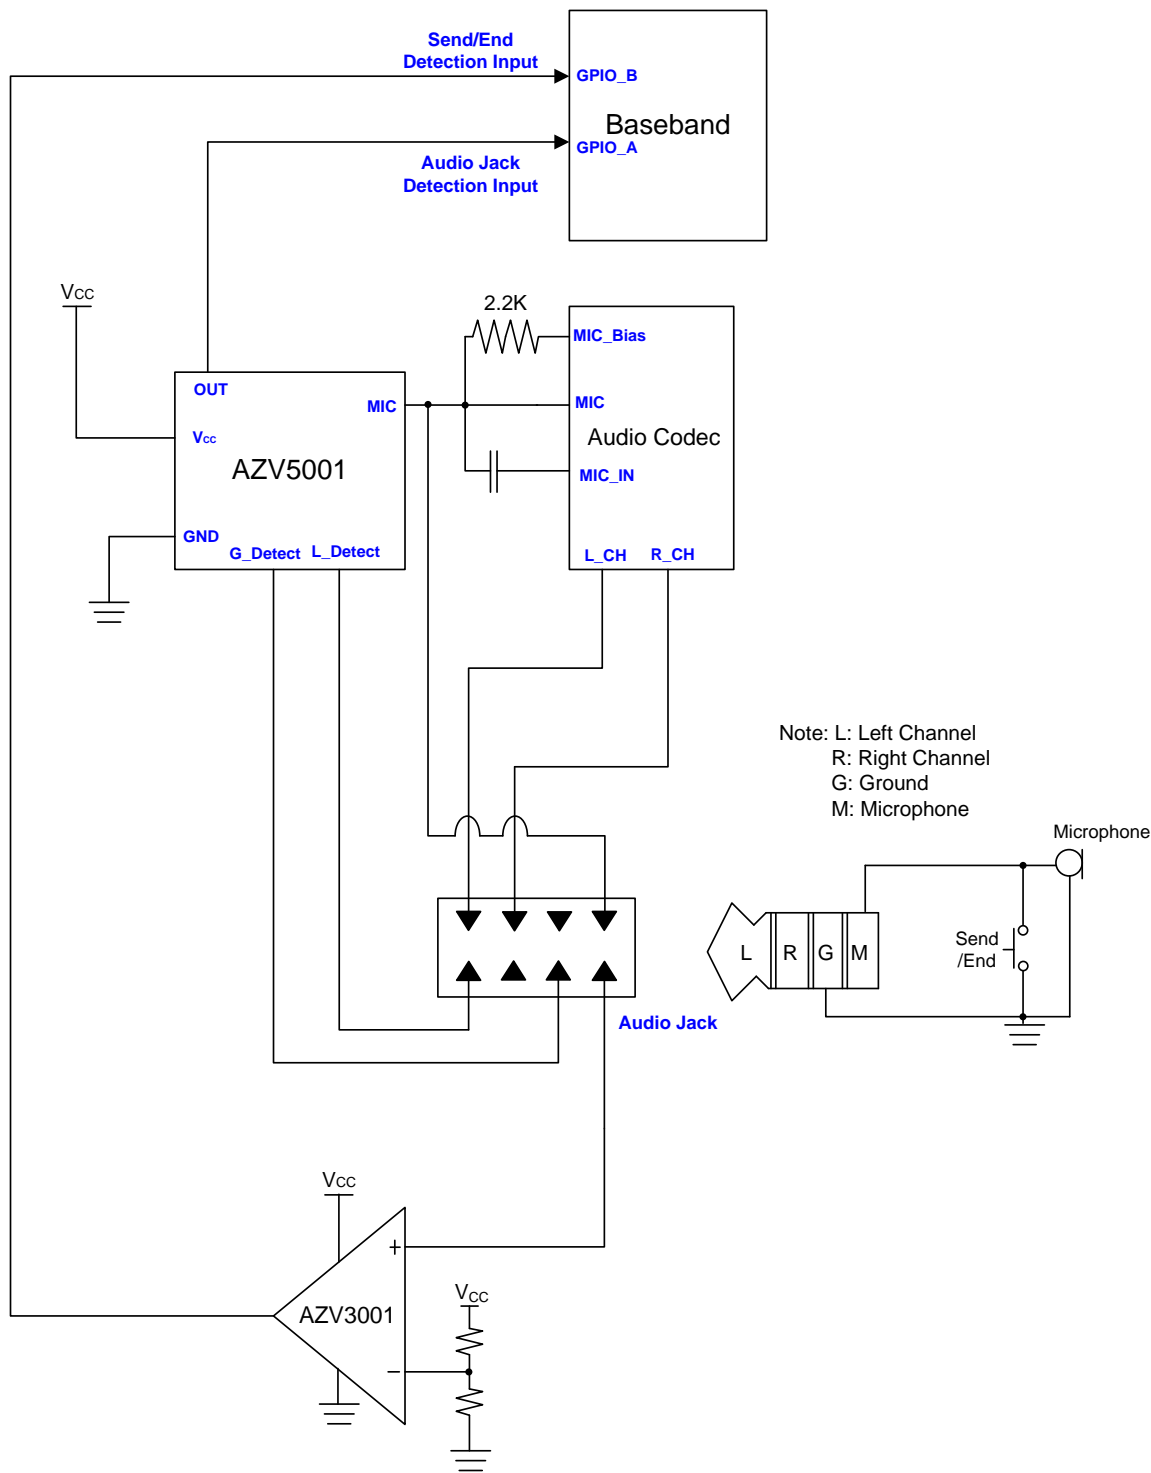 Send/End
Detection Input
GPIO_B
Baseband
GPIO_A
Audio Jack
Detection Input
VCC
2.2K
MIC_Bias
OUT
MIC
MIC
VCC
Audio Codec
AZV5001
MIC_IN
GND
G_Detect
L_Detect
L_CH
R_CH
Note: L: Left Channel
R: Right Channel
G: Ground
M: Microphone
Microphone
L
R
G
M
Send
/End
Audio Jack
VCC
+
AZV3001
VCC
−